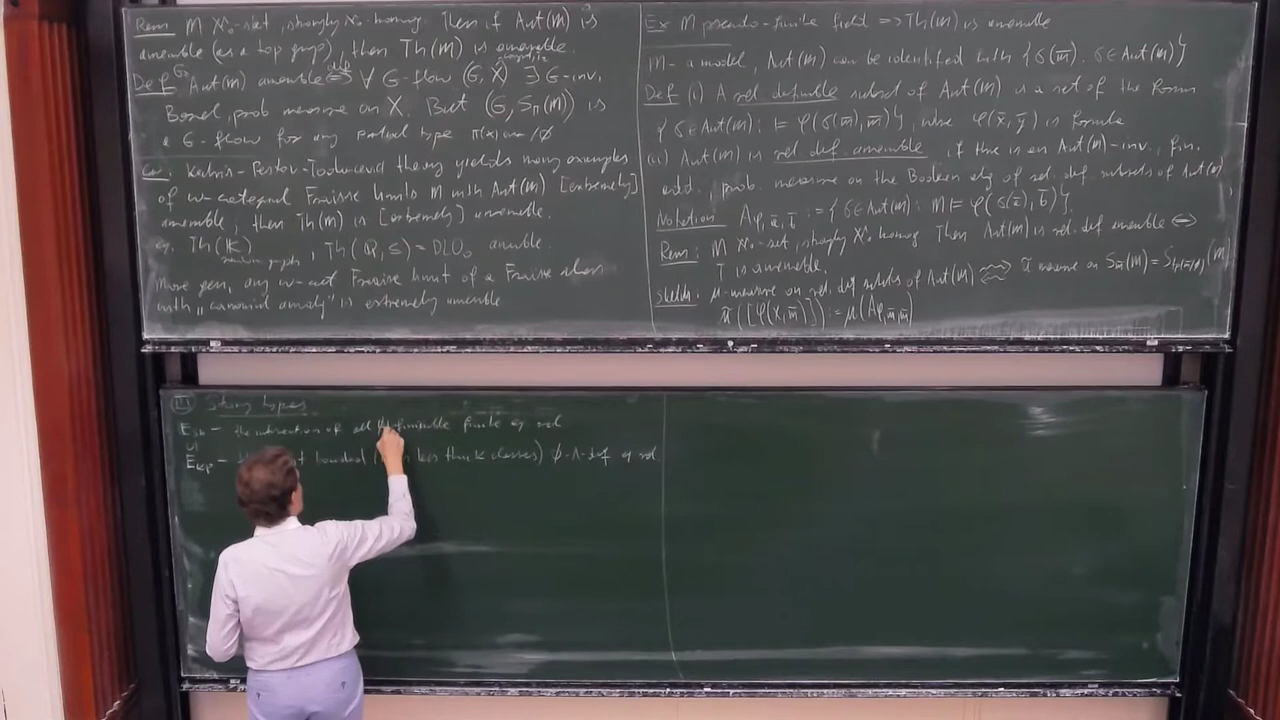 Rem M ℵ₀-sat, strongly ℵ₀-homog. Then if Aut(M) is
amenable (as a top group), then Th(M) is amenable.
Def Aut(M) amenable ⇔ ∀ G-flow (G, X) ∃ G-inv.
Borel, prob measure on X. But (G, S_π(M)) is
a G-flow for any partial type π(x) over /∅
Cor. Kechris-Pestov-Todorcevic theory yields many examples
of ω-categorical Fraisse limits M with Aut(M) [extremely]
amenable, then Th(M) is [extremely] amenable.
eg. Th(R) random graph, Th(Q, ≤) = DLO₀ amenable.
More gen, any ω-cat Fraisse limit of a Fraisse class
with "canonical amalg" is extremely amenable
Ex M pseudo-finite field ⇒ Th(M) is amenable
M - a model, Aut(M) can be identified with {σ(m̄): σ∈Aut(M)}
Def (i) A rel definable subset of Aut(M) is a set of the form
{σ∈Aut(M): ⊨ φ(σ(m̄), m̄)}, where φ(x̄, ȳ) is formula
(ii) Aut(M) is rel def. amenable if there is an Aut(M)-inv, fin.
add., prob. measure on the Boolean alg of rel. def. subsets of Aut(M)
Notation A_{φ,ā,b̄} := {σ∈Aut(M): M⊨ φ(σ(ā), b̄)}.
Rem: M ℵ₀-sat, strongly ℵ₀ homog Then Aut(M) is rel. def amenable ⇔
T is amenable.
Sketch: μ-measure on rel. def subsets of Aut(M) ⇝ μ̃ measure on S_m̄(M) = S_{tp(m̄/∅)}(M)
μ̃([φ(x̄, m̄)]) := μ(A_{φ,m̄,m̄})
III Strong types
E_{Sh} - the intersection of all definable finite eq rel
⊆
E_{KP} - bounded less than κ classes) ∅-∧-def eq rel.